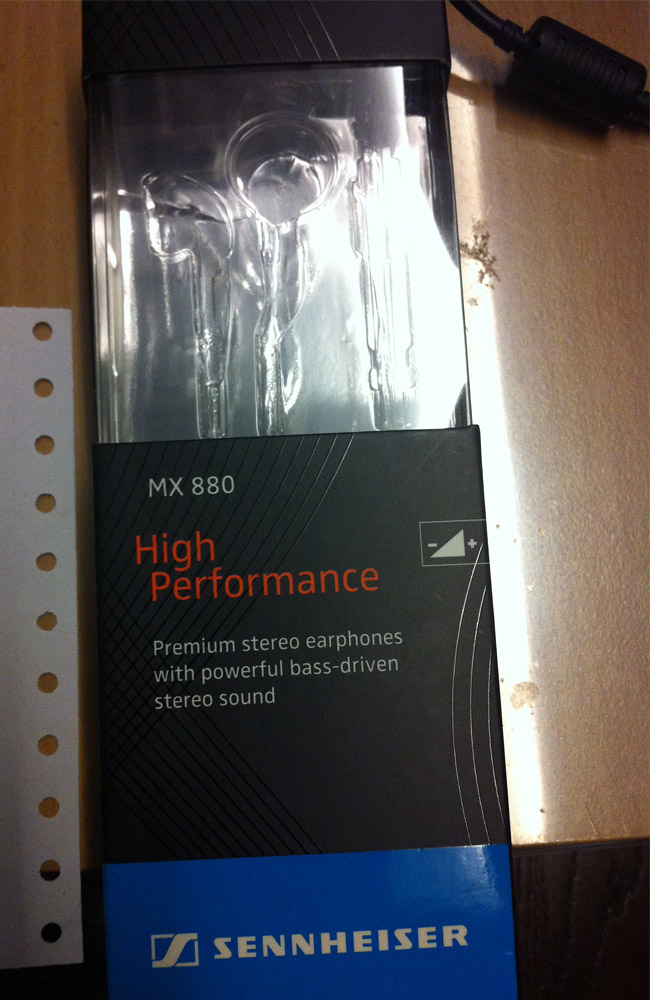 MX 880
High
Performance
- +
Premium stereo earphones
with powerful bass-driven
stereo sound
SENNHEISER